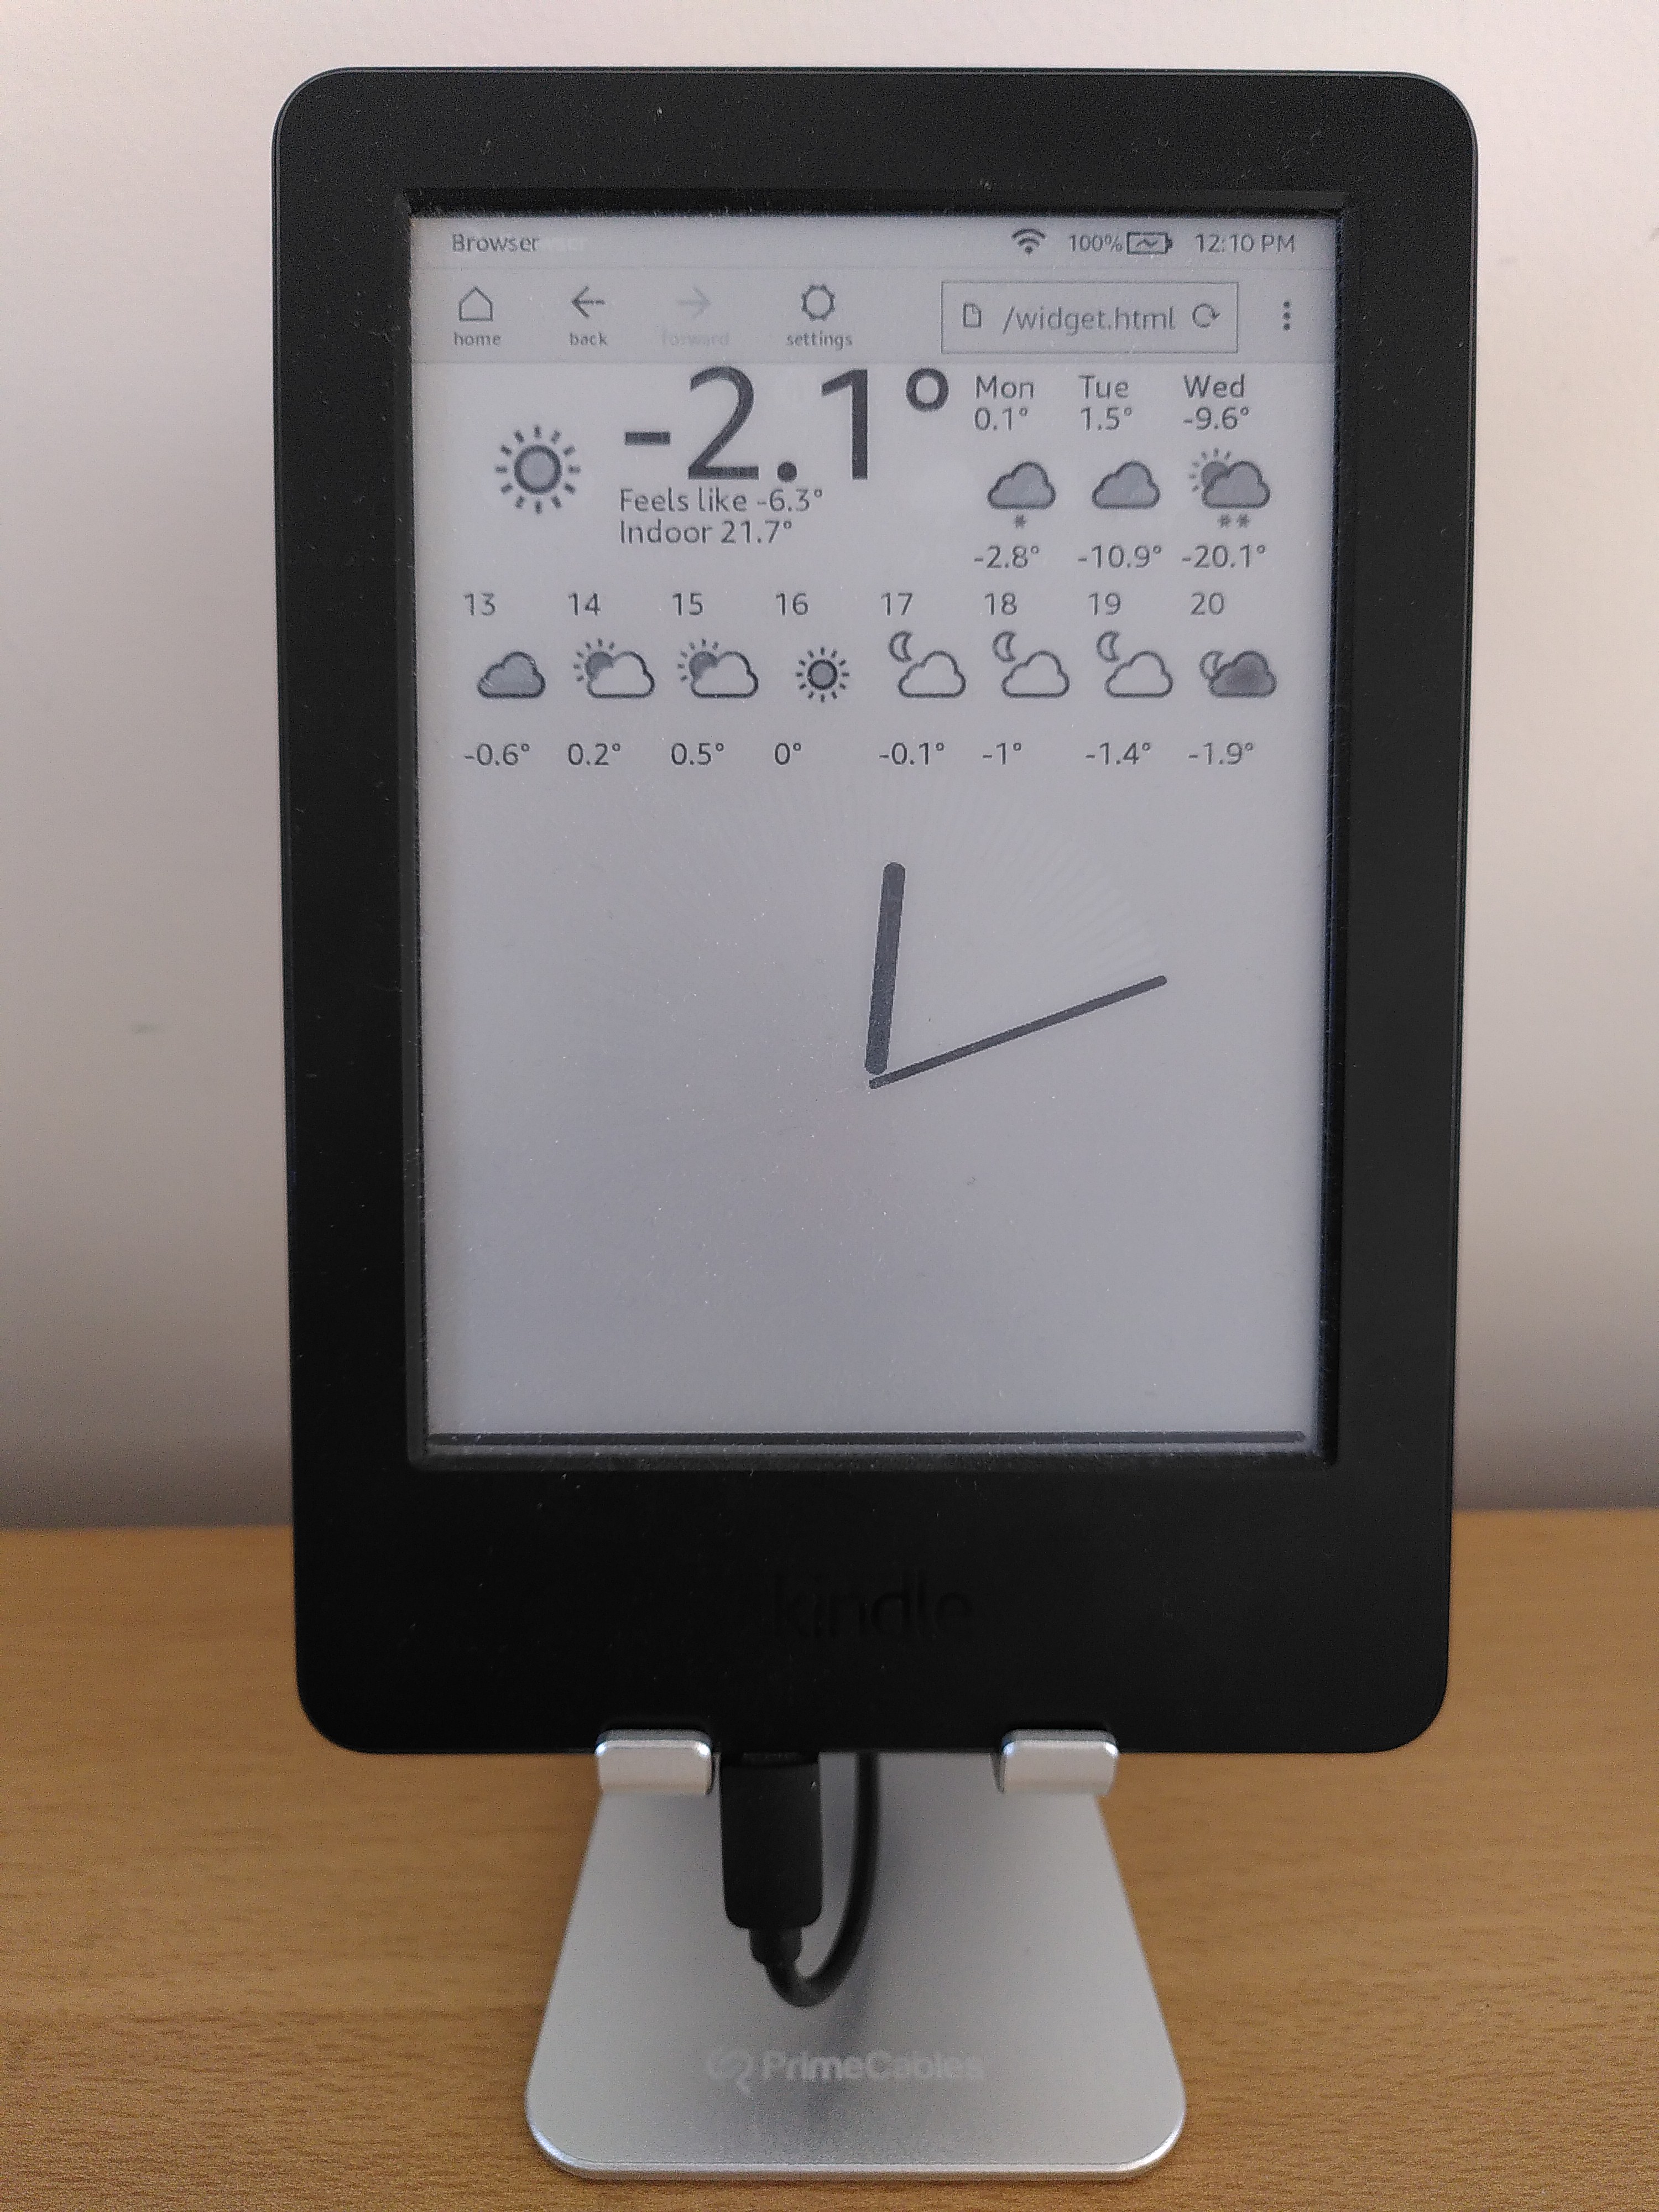 Browser 100% 12:10 PM
home back forward settings /widget.html
-2.1°
Feels like -6.3°
Indoor 21.7°
Mon Tue Wed
0.1° 1.5° -9.6°
-2.8° -10.9° -20.1°
13 14 15 16 17 18 19 20
-0.6° 0.2° 0.5° 0° -0.1° -1° -1.4° -1.9°
kindle
PrimeCables